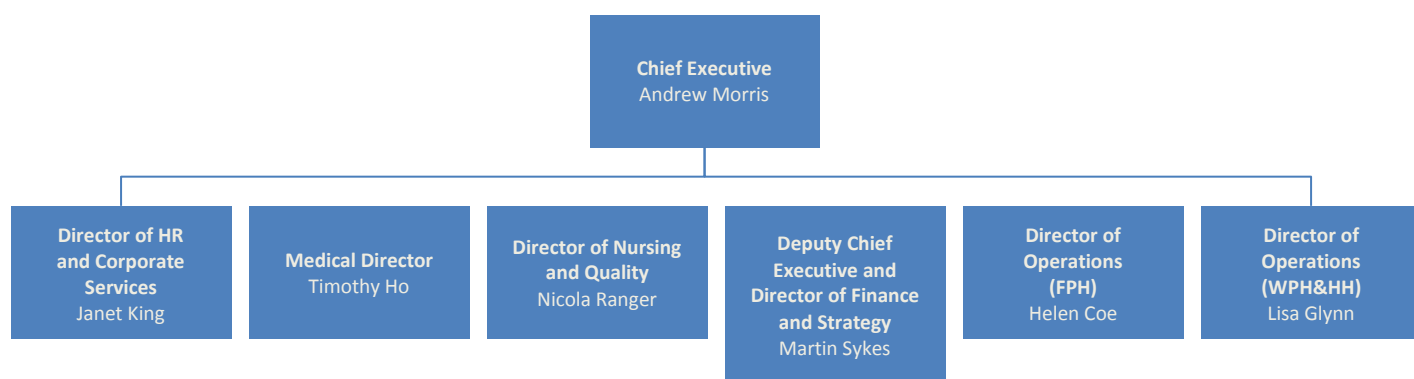 Chief Executive
Andrew Morris
Director of HR
and Corporate
Services
Janet King
Medical Director
Timothy Ho
Director of Nursing
and Quality
Nicola Ranger
Deputy Chief
Executive and
Director of Finance
and Strategy
Martin Sykes
Director of
Operations
(FPH)
Helen Coe
Director of
Operations
(WPH&HH)
Lisa Glynn